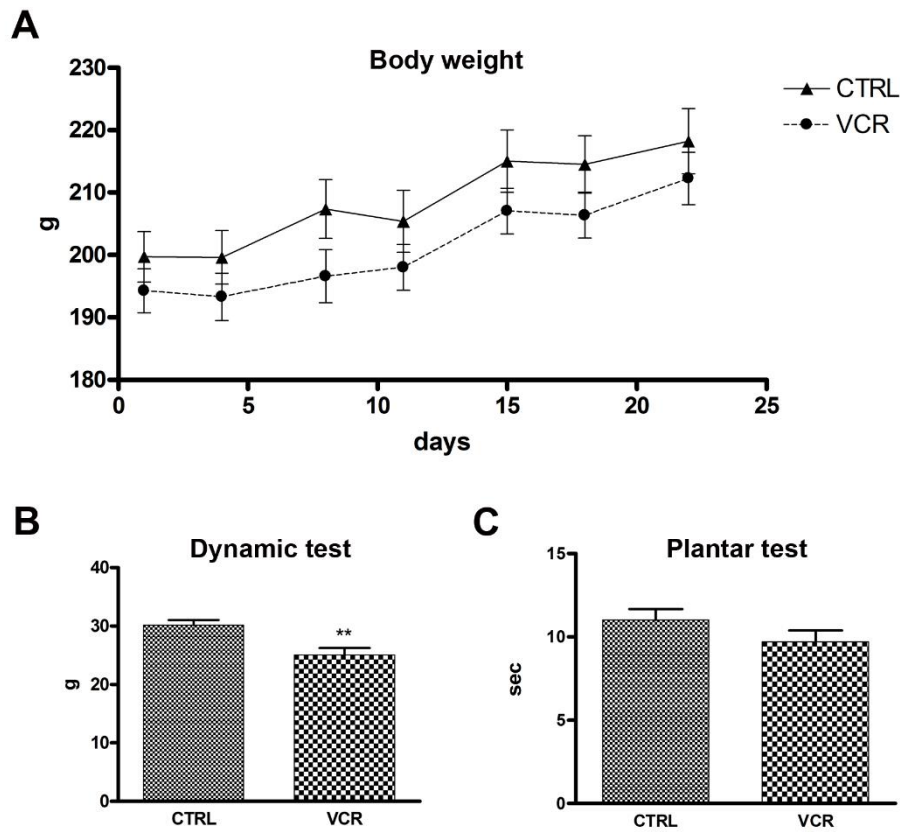 A
Body weight
230
220
210
200
190
180
g
0 5 10 15 20 25
days
CTRL
VCR
B
Dynamic test
40
30
20
10
0
g
**
CTRL VCR
C
Plantar test
15
10
5
0
sec
CTRL VCR